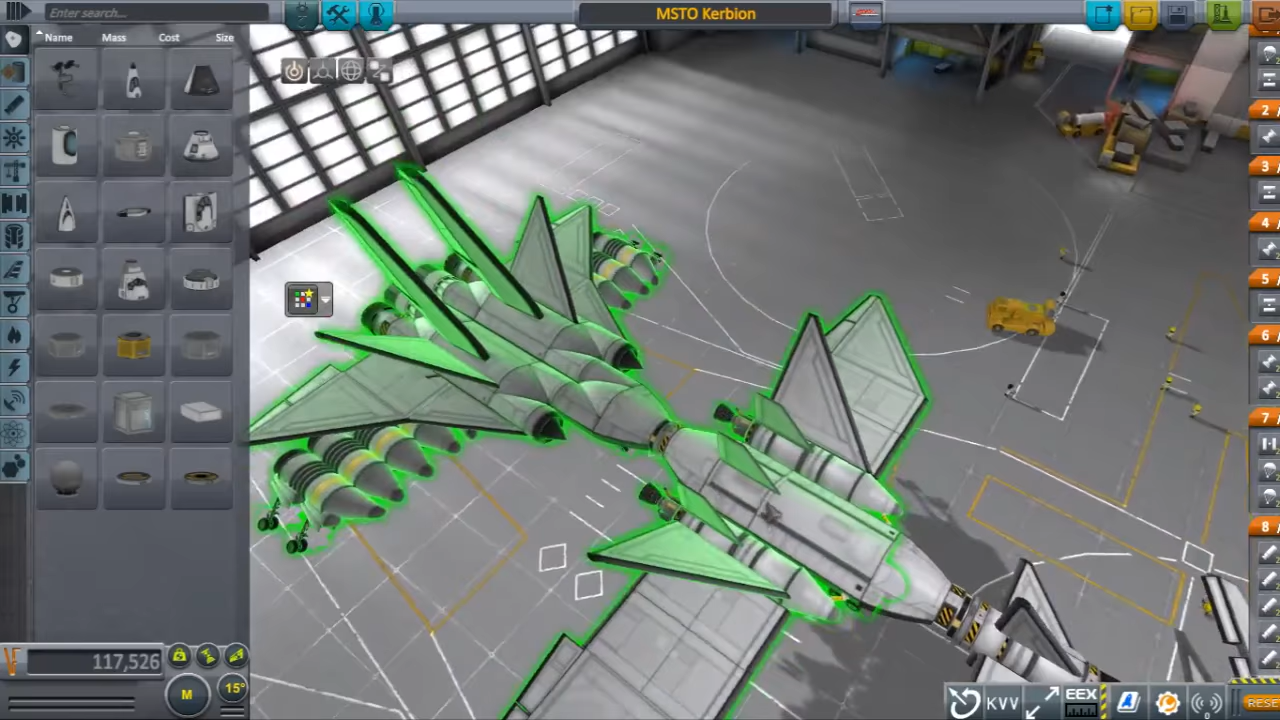 Enter search...
MSTO Kerbion
Name Mass Cost Size
2
3
4
5
6
7
8
117,526
M
15°
KVV
EEX
A
RESE